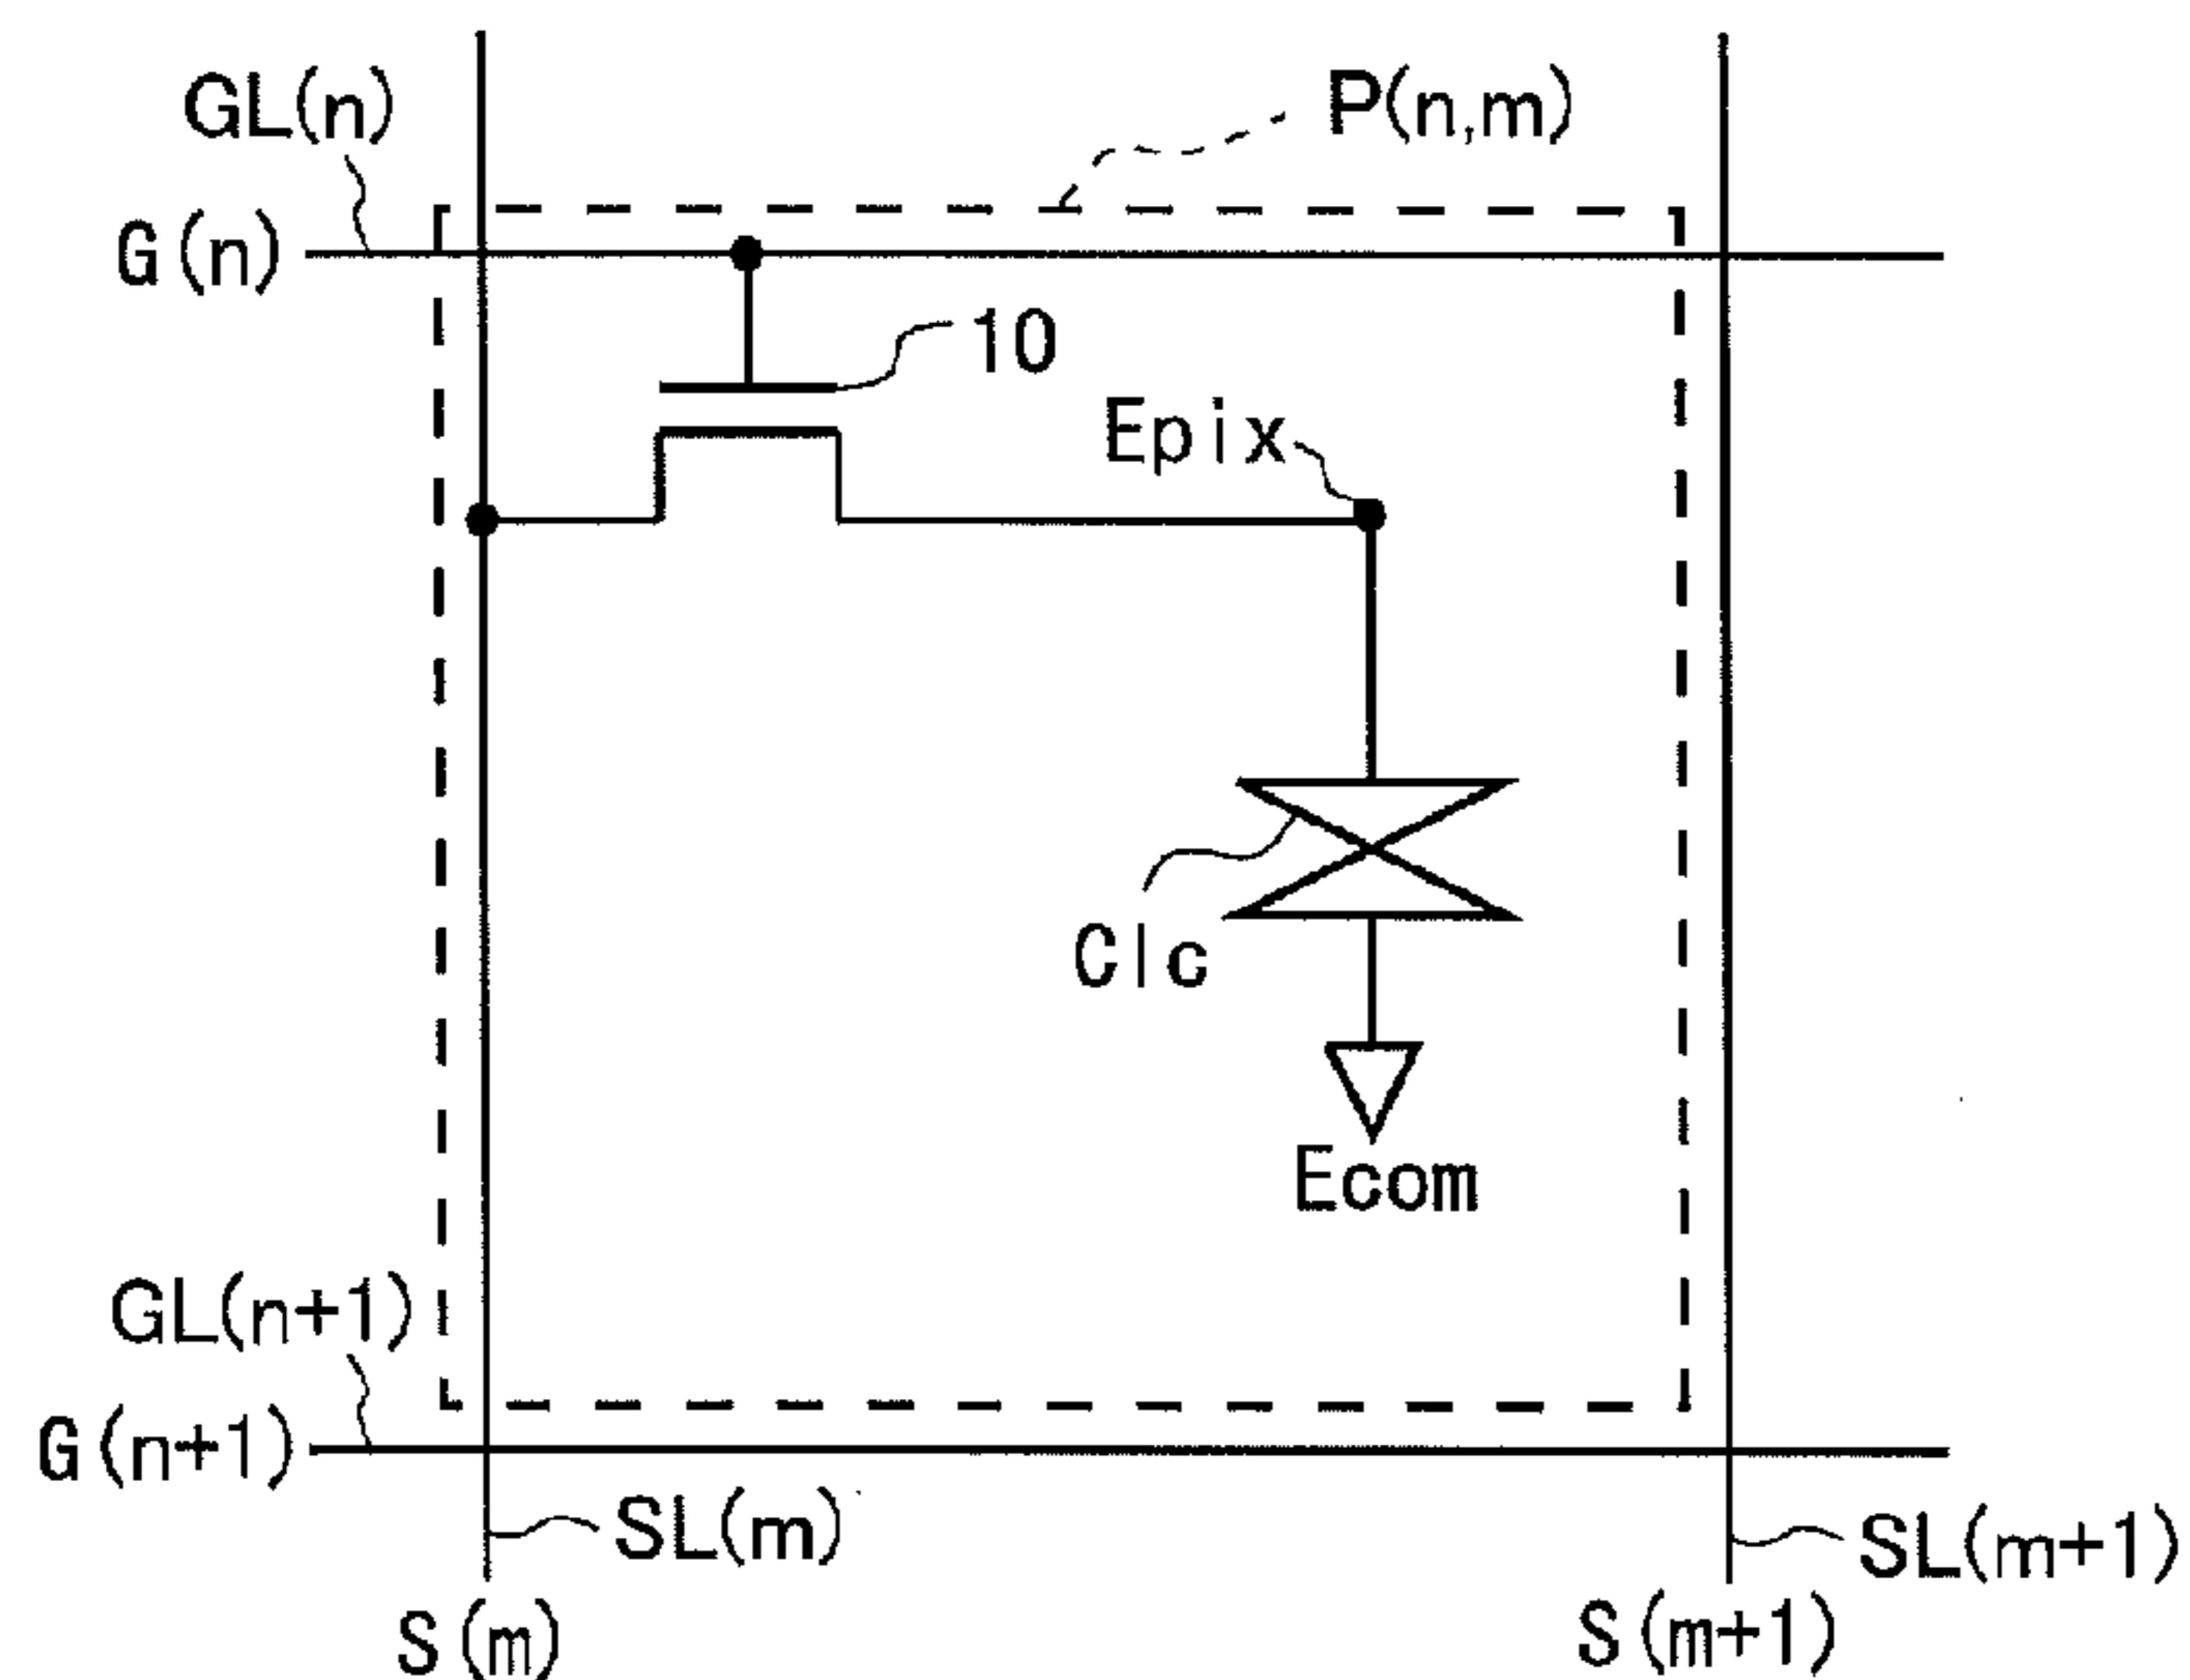 GL(n)
P(n,m)
G(n)
10
Epix
Clc
Ecom
GL(n+1)
G(n+1)
SL(m)
SL(m+1)
S(m)
S(m+1)